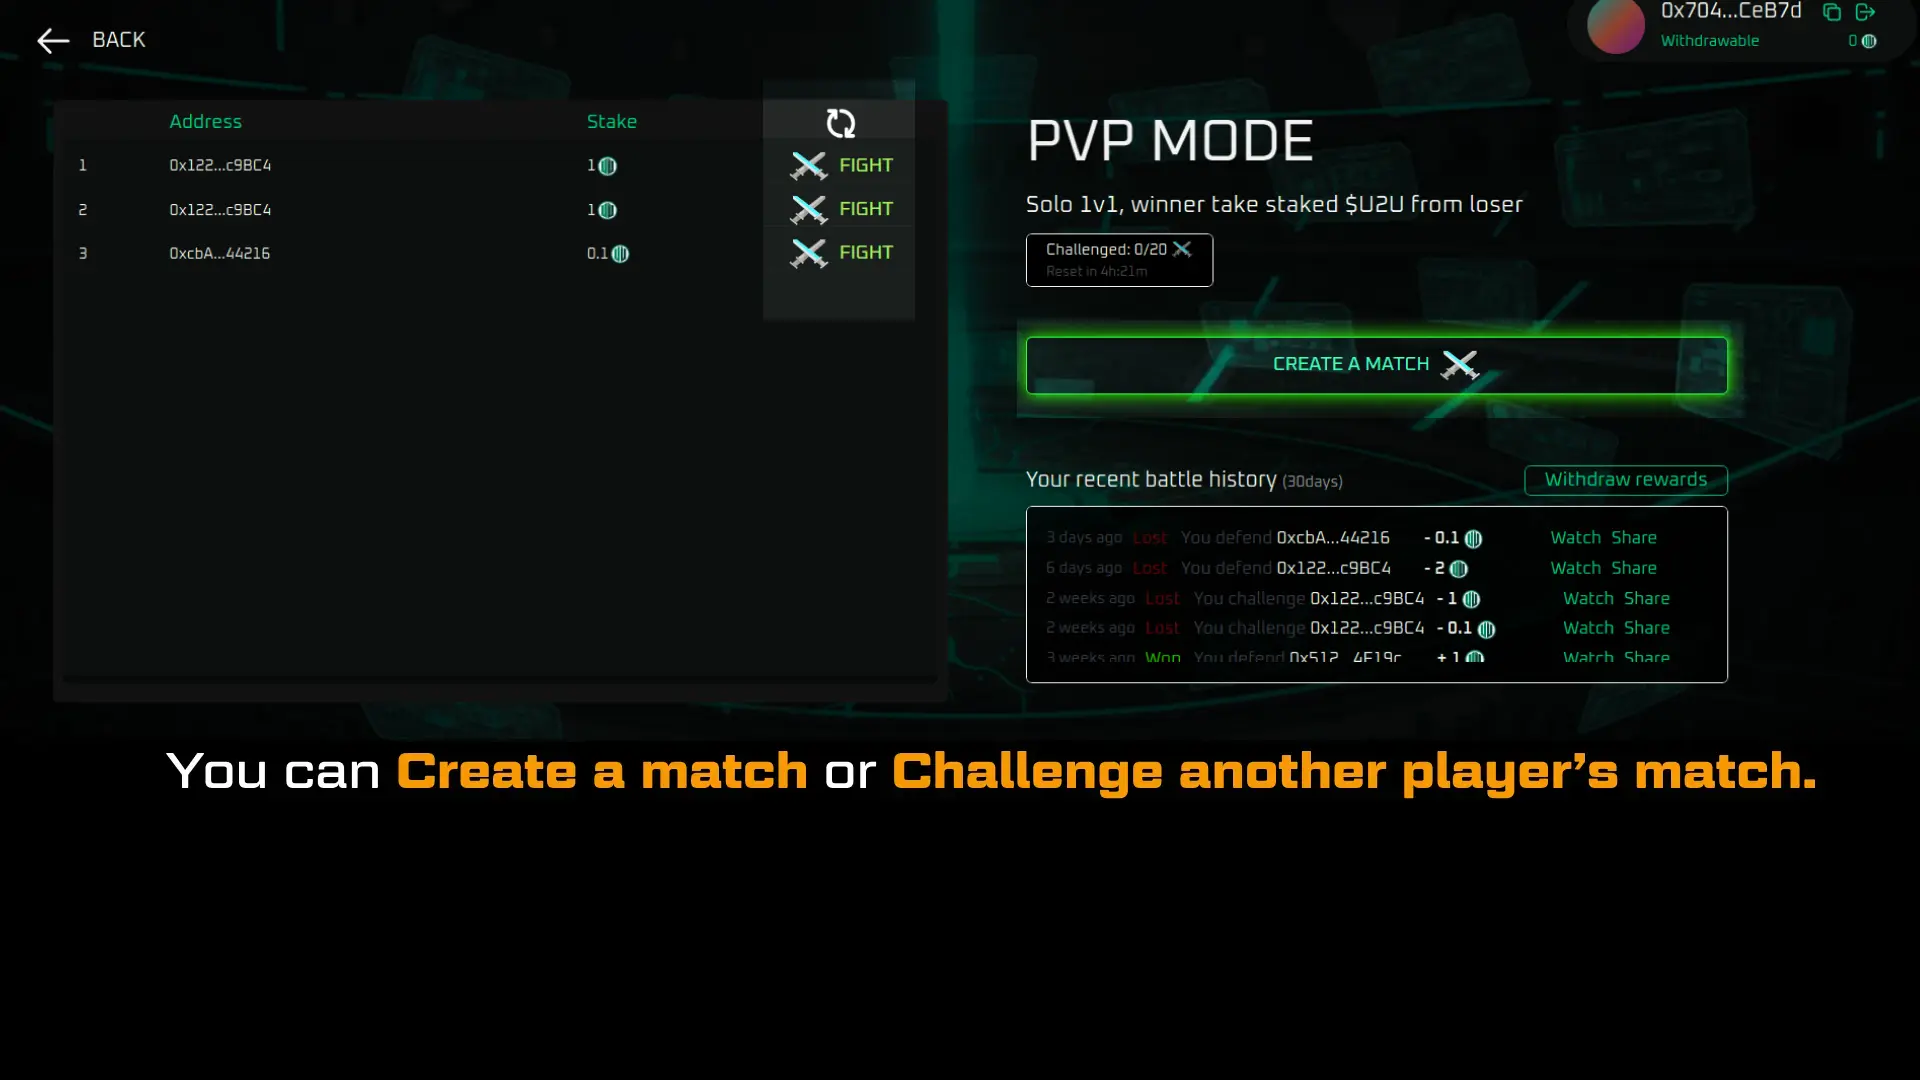 BACK
0x704...CeB7d
Withdrawable 0
Address Stake
1 0x122...c9BC4 1 FIGHT
2 0x122...c9BC4 1 FIGHT
3 0xcbA...44216 0.1 FIGHT
PVP MODE
Solo 1v1, winner take staked $U2U from loser
Challenged: 0/20
Reset in 4h:21m
CREATE A MATCH
Your recent battle history (30days)
Withdraw rewards
3 days ago Lost You defend 0xcbA...44216 - 0.1 Watch Share
6 days ago Lost You defend 0x122...c9BC4 - 2 Watch Share
2 weeks ago Lost You challenge 0x122...c9BC4 - 1 Watch Share
2 weeks ago Lost You challenge 0x122...c9BC4 - 0.1 Watch Share
3 weeks ago Won You defend 0x512...4F19c + 1 Watch Share
You can Create a match or Challenge another player’s match.